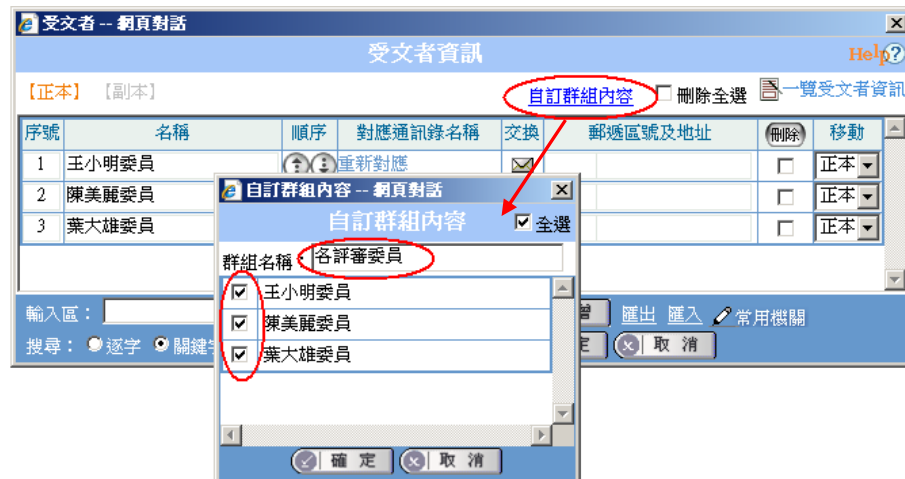 受文者 -- 網頁對話
受文者資訊
Help?
【正本】 【副本】 自訂群組內容 刪除全選 一覽受文者資訊
序號 名稱 順序 對應通訊錄名稱 交換 郵遞區號及地址 刪除 移動
1 王小明委員 重新對應 正本
2 陳美麗委員 正本
3 葉大雄委員 正本
自訂群組內容 -- 網頁對話
自訂群組內容 全選
群組名稱： 各評審委員
王小明委員
陳美麗委員
葉大雄委員
確 定 取 消
輸入區： 匯出 匯入 常用機關
搜尋： 逐字 關鍵 取 消